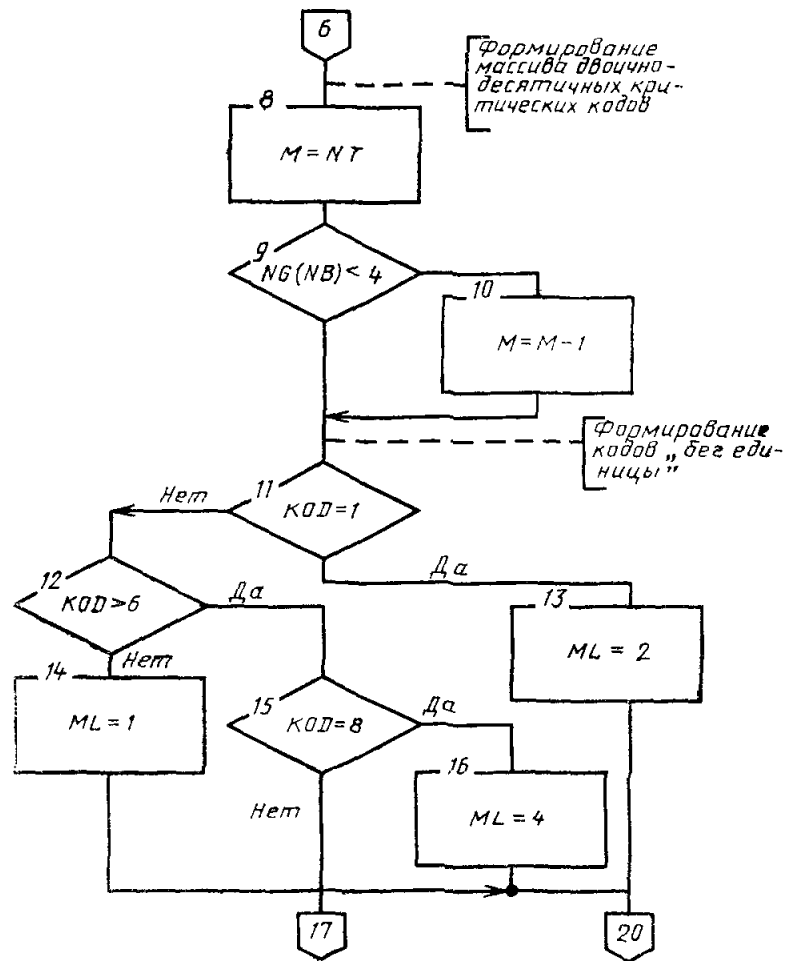 6
Формирование
массива двоично-
десятичных кри-
тических кодов
8
M = NT
9
NG(NB) < 4
10
M = M - 1
Формирование
кодов „бег еди-
ницы"
11
KOD = 1
Нет
Да
12
KOD > 6
Да
Нет
13
ML = 2
14
ML = 1
15
KOD = 8
Да
Нет
16
ML = 4
17
20